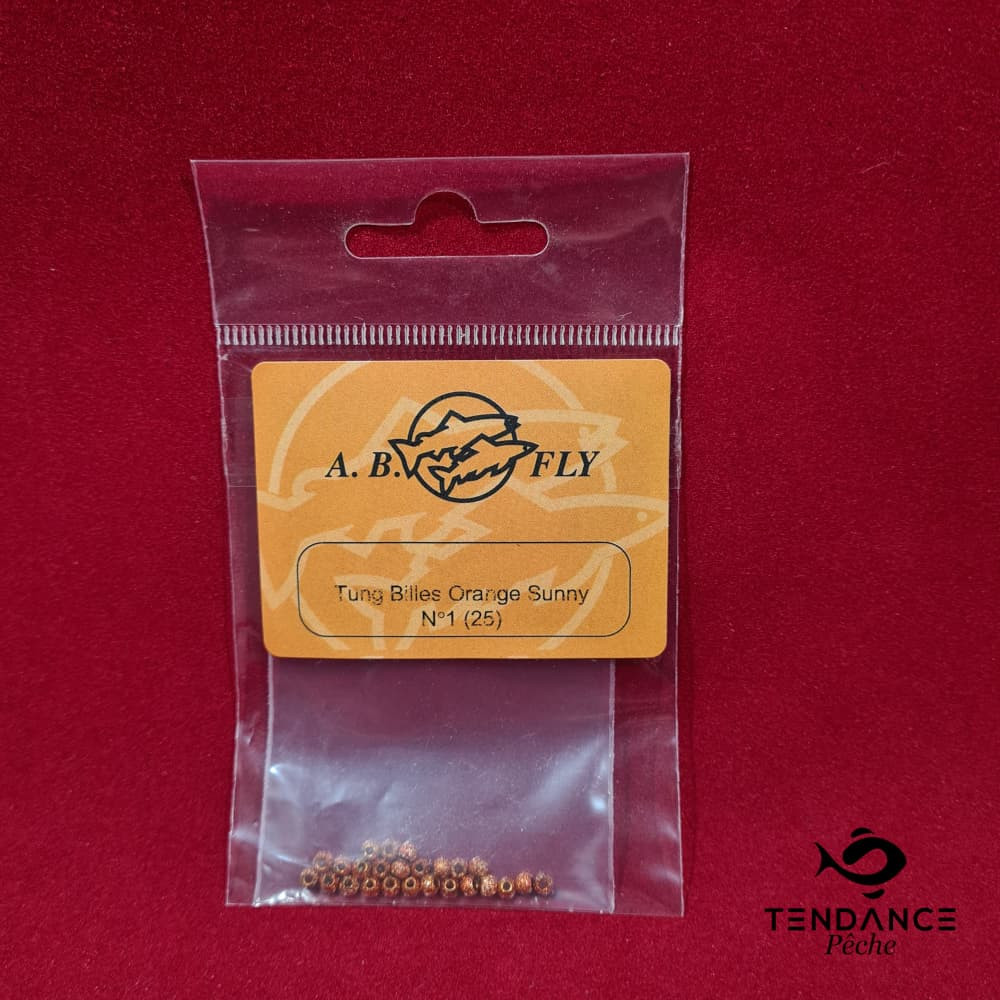 A. B. FLY
Tung Billes Orange Sunny
N°1 (25)
TENDANCE
Pêche